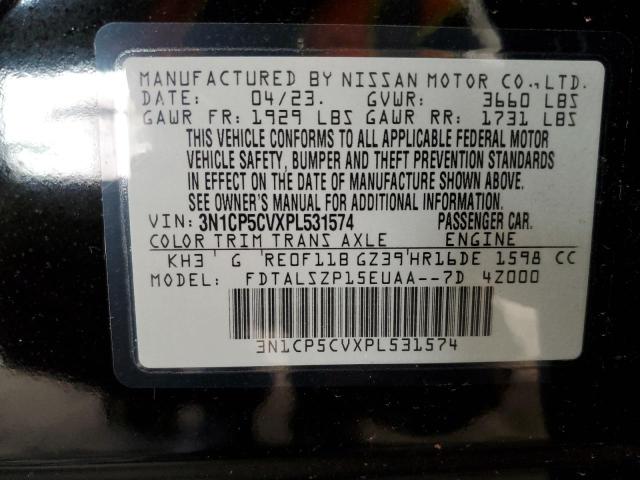 MANUFACTURED BY NISSAN MOTOR CO., LTD.
DATE: 04/23. GVWR: 3660 LBS
GAWR FR: 1929 LBS GAWR RR: 1731 LBS
THIS VEHICLE CONFORMS TO ALL APPLICABLE FEDERAL MOTOR
VEHICLE SAFETY, BUMPER AND THEFT PREVENTION STANDARDS
IN EFFECT ON THE DATE OF MANUFACTURE SHOWN ABOVE.
SEE OWNER'S MANUAL FOR ADDITIONAL INFORMATION.
VIN: 3N1CP5CVXPL531574 PASSENGER CAR.
COLOR TRIM TRANS AXLE ENGINE
KH3 G RE0F11B GZ39 HR16DE 1598 CC
MODEL: FDTALSZP15EUAA--7D 4Z000
3N1CP5CVXPL531574